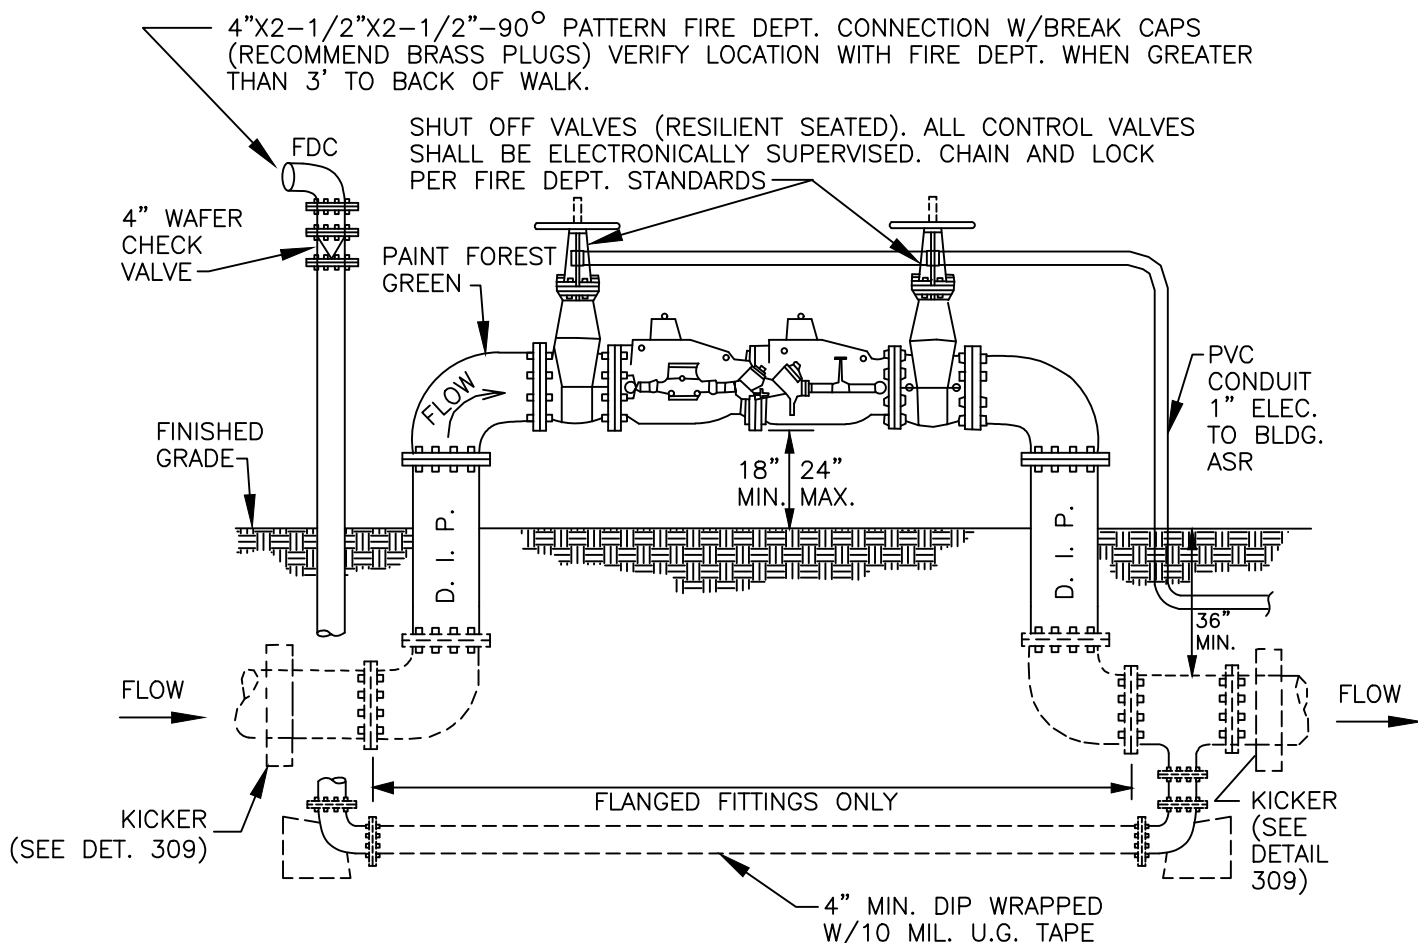 4"X2-1/2"X2-1/2"-90° PATTERN FIRE DEPT. CONNECTION W/BREAK CAPS
(RECOMMEND BRASS PLUGS) VERIFY LOCATION WITH FIRE DEPT. WHEN GREATER
THAN 3' TO BACK OF WALK.
SHUT OFF VALVES (RESILIENT SEATED). ALL CONTROL VALVES
SHALL BE ELECTRONICALLY SUPERVISED. CHAIN AND LOCK
PER FIRE DEPT. STANDARDS
FDC
4" WAFER
CHECK
VALVE
PAINT FOREST
GREEN
FLOW
PVC
CONDUIT
1" ELEC.
TO BLDG.
ASR
FINISHED
GRADE
18" 24"
MIN. MAX.
D. I. P.
D. I. P.
36"
MIN.
FLOW
FLOW
FLANGED FITTINGS ONLY
KICKER
(SEE DET. 309)
KICKER
(SEE
DETAIL
309)
4" MIN. DIP WRAPPED
W/10 MIL. U.G. TAPE